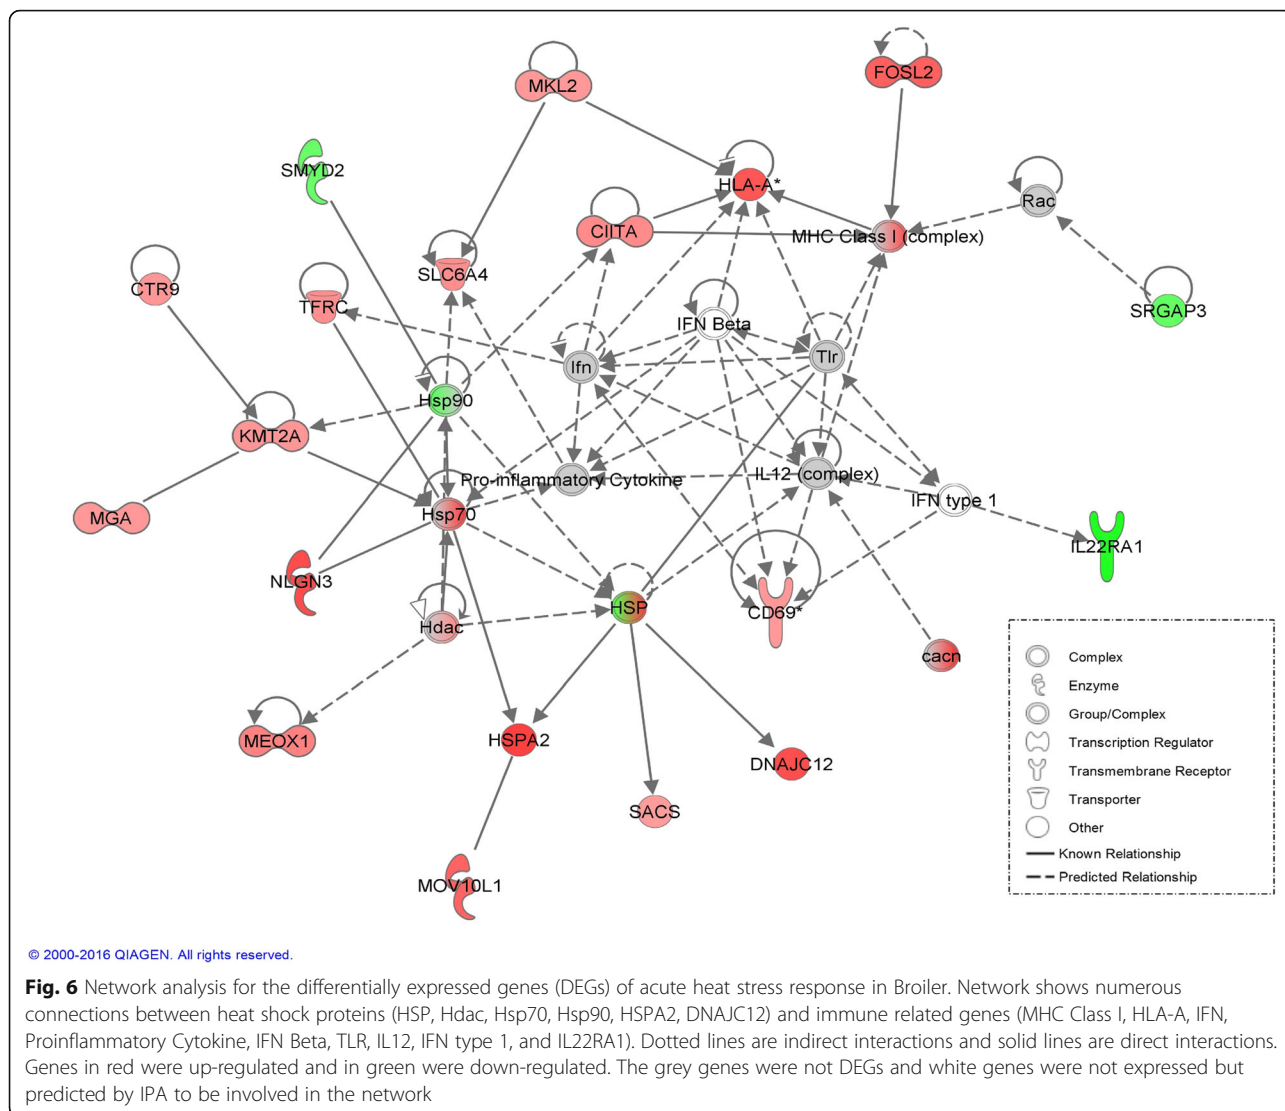 MKL2
FOSL2
SMYD2
HLA-A*
Rac
CIITA
MHC Class I (complex)
SLC6A4
CTR9
TFRC
SRGAP3
IFN Beta
Ifn
Tlr
Hsp90
KMT2A
Pro-inflammatory Cytokine
IL12 (complex)
IFN type 1
MGA
Hsp70
IL22RA1
NLGN3
HSP
CD69*
Hdac
cacn
MEOX1
HSPA2
DNAJC12
SACS
MOV10L1
Complex
Enzyme
Group/Complex
Transcription Regulator
Transmembrane Receptor
Transporter
Other
Known Relationship
Predicted Relationship
© 2000-2016 QIAGEN. All rights reserved.
Fig. 6 Network analysis for the differentially expressed genes (DEGs) of acute heat stress response in Broiler. Network shows numerous
connections between heat shock proteins (HSP, Hdac, Hsp70, Hsp90, HSPA2, DNAJC12) and immune related genes (MHC Class I, HLA-A, IFN,
Proinflammatory Cytokine, IFN Beta, TLR, IL12, IFN type 1, and IL22RA1). Dotted lines are indirect interactions and solid lines are direct interactions.
Genes in red were up-regulated and in green were down-regulated. The grey genes were not DEGs and white genes were not expressed but
predicted by IPA to be involved in the network